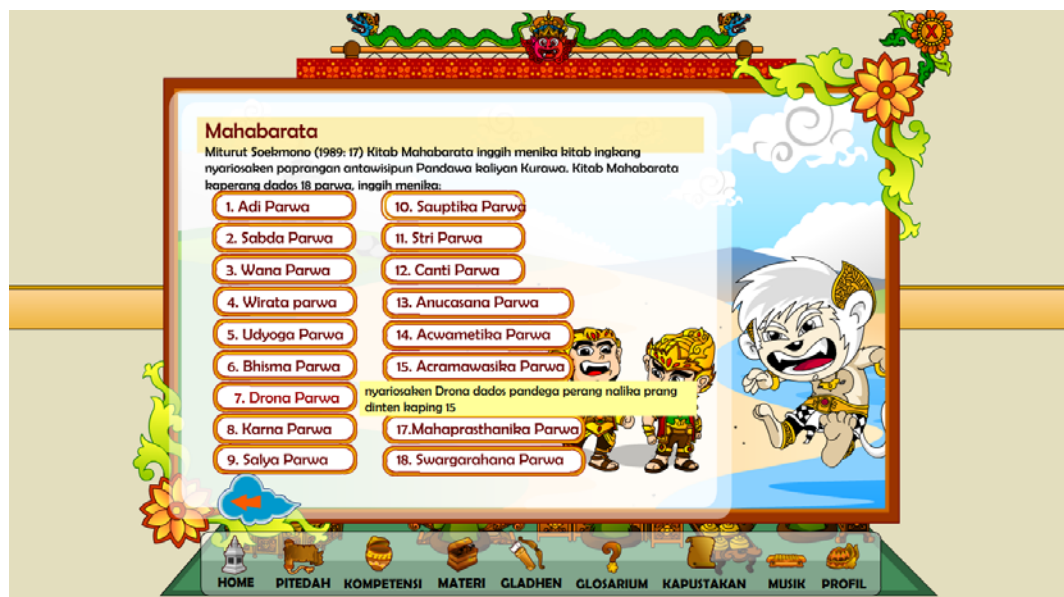 X
Mahabarata
Miturut Soekmono (1989: 17) Kitab Mahabarata inggih menika kitab ingkang
nyariosaken paprangan antawisipun Pandawa kaliyan Kurawa. Kitab Mahabarata
kaperang dados 18 parwa, inggih menika:
1. Adi Parwa
2. Sabda Parwa
3. Wana Parwa
4. Wirata parwa
5. Udyoga Parwa
6. Bhisma Parwa
7. Drona Parwa
8. Karna Parwa
9. Salya Parwa
10. Sauptika Parwa
11. Stri Parwa
12. Canti Parwa
13. Anucasana Parwa
14. Acwametika Parwa
15. Acramawasika Parwa
nyariosaken Drona dados pandega perang nalika prang
dinten kaping 15
17.Mahaprasthanika Parwa
18. Swargarahana Parwa
HOME PITEDAH KOMPETENSI MATERI GLADHEN GLOSARIUM KAPUSTAKAN MUSIK PROFIL